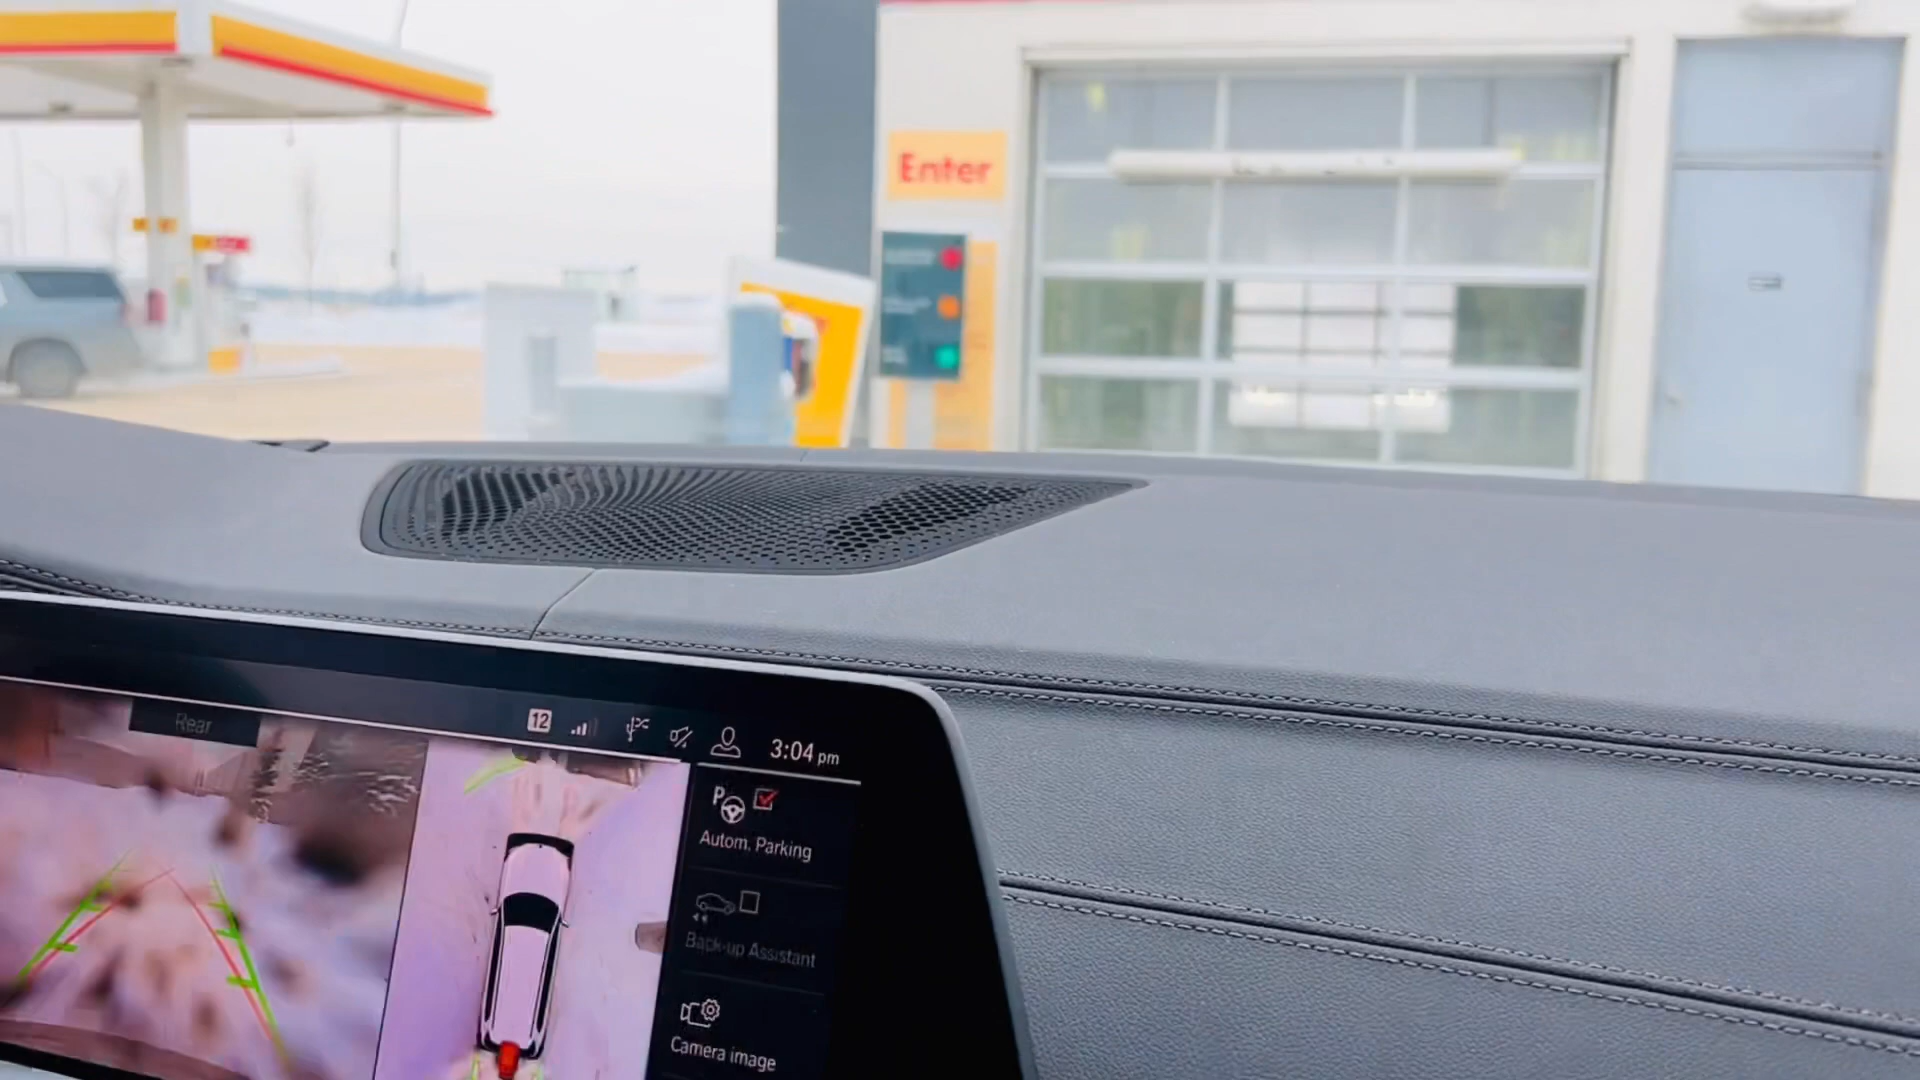 Enter
Rear
12
3:04 pm
P
Autom. Parking
Back-up Assistant
Camera image